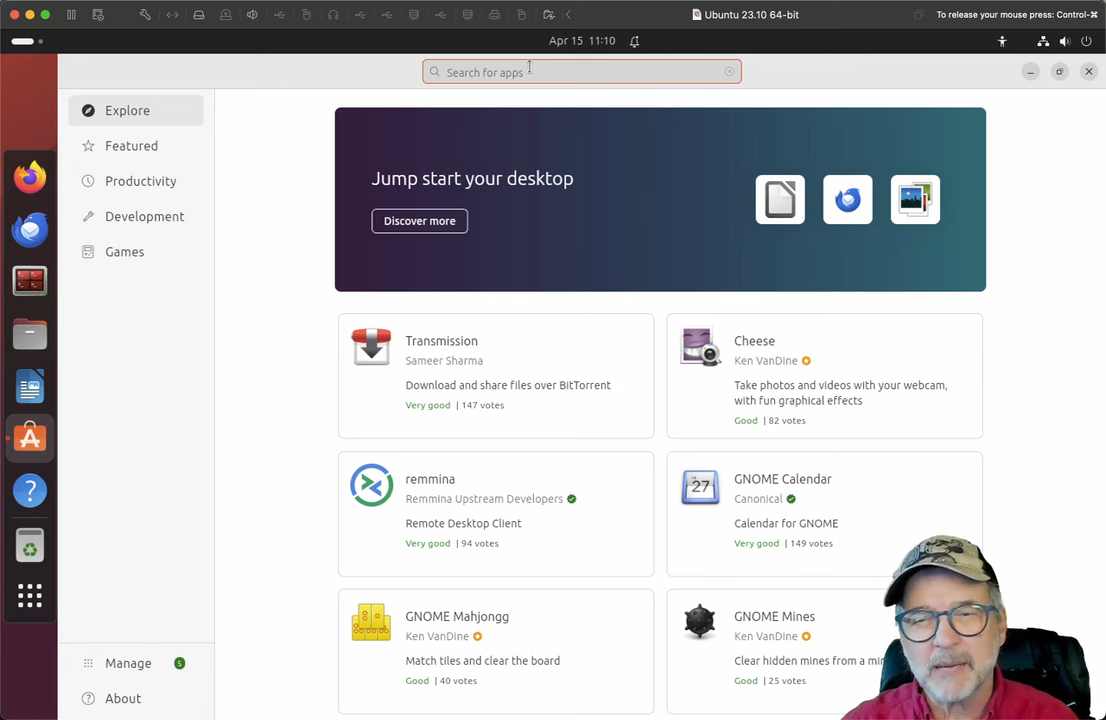 Ubuntu 23.10 64-bit
To release your mouse press: Control-⌘
Apr 15 11:10
Search for apps
Explore
Featured
Productivity
Development
Games
Manage
5
About
Jump start your desktop
Discover more
Transmission
Sameer Sharma
Download and share files over BitTorrent
Very good | 147 votes
Cheese
Ken VanDine
Take photos and videos with your webcam,
with fun graphical effects
Good | 82 votes
remmina
Remmina Upstream Developers
Remote Desktop Client
Very good | 94 votes
27
GNOME Calendar
Canonical
Calendar for GNOME
Very good | 149 votes
GNOME Mahjongg
Ken VanDine
Match tiles and clear the board
Good | 40 votes
GNOME Mines
Ken VanDine
Clear hidden mines from a
Good | 25 votes